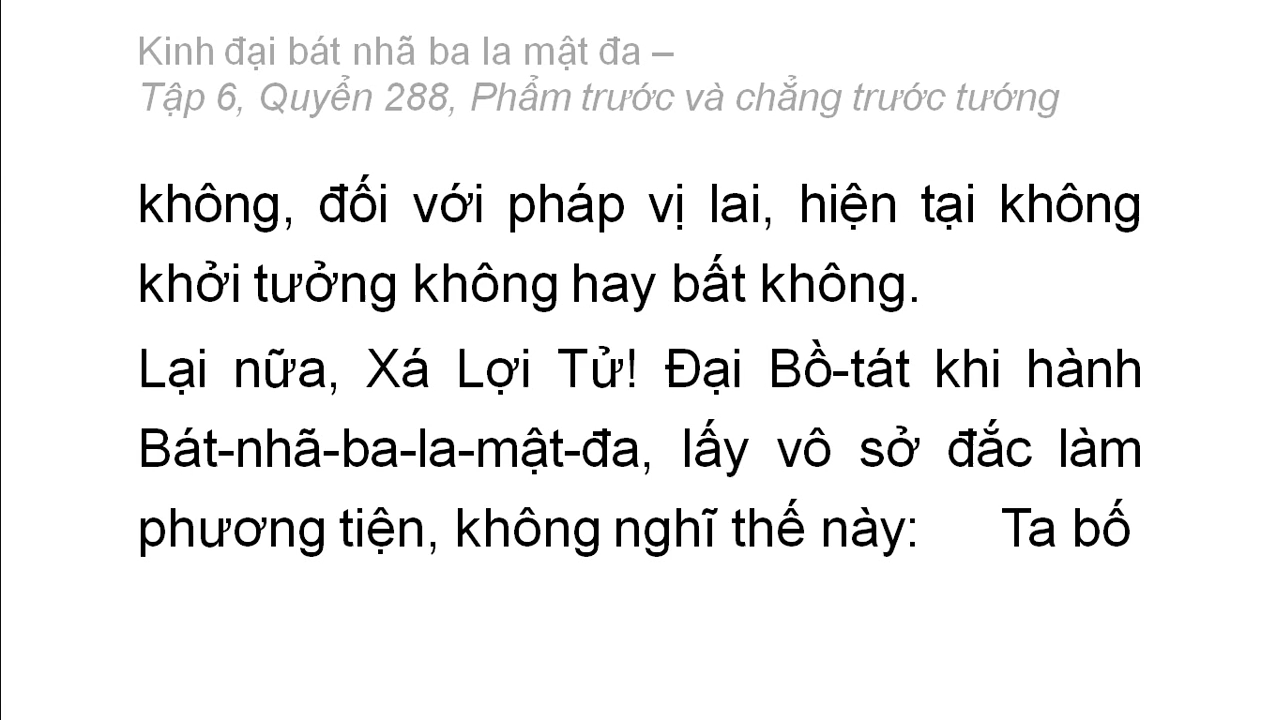 Kinh đại bát nhã ba la mật đa –
Tập 6, Quyển 288, Phẩm trước và chẳng trước tướng
không, đối với pháp vị lai, hiện tại không
khởi tưởng không hay bất không.
Lại nữa, Xá Lợi Tử! Đại Bồ-tát khi hành
Bát-nhã-ba-la-mật-đa, lấy vô sở đắc làm
phương tiện, không nghĩ thế này: Ta bố